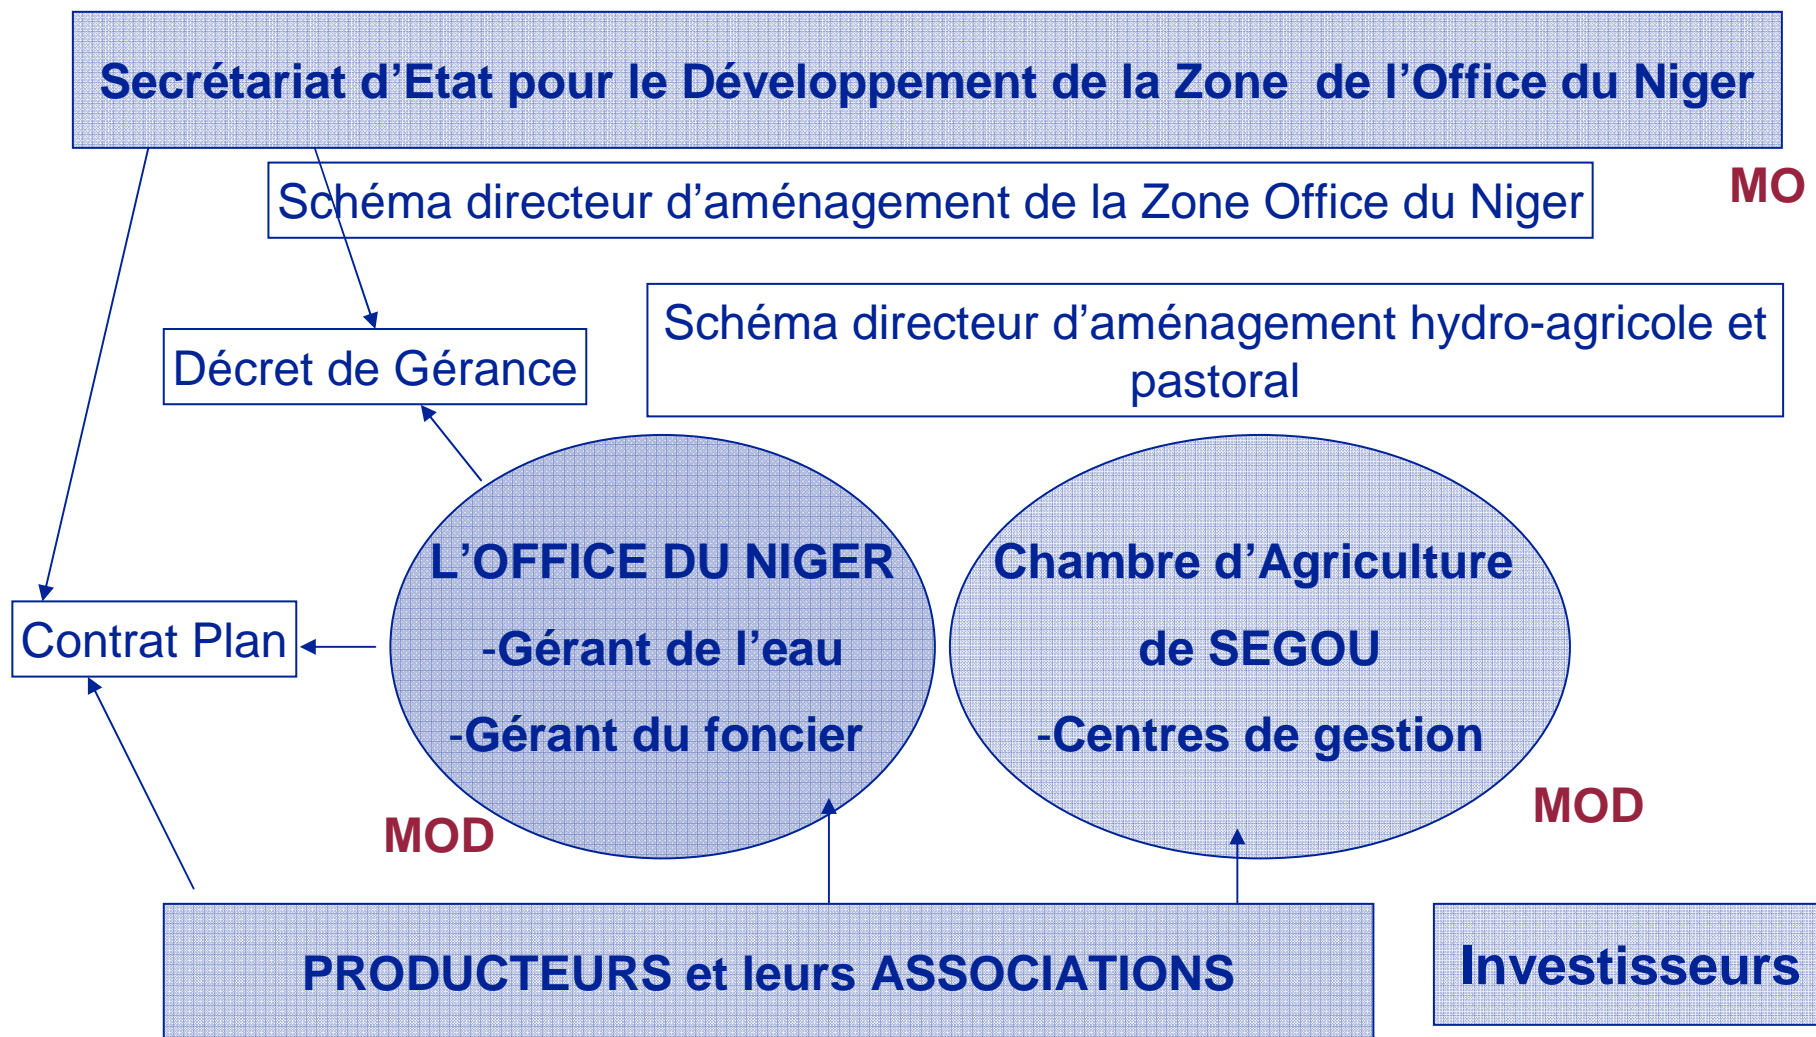 Secrétariat d’Etat pour le Développement de la Zone  de l’Office du Niger
Schéma directeur d’aménagement de la Zone Office du Niger
MO
Schéma directeur d’aménagement hydro-agricole et
pastoral
Décret de Gérance
L’OFFICE DU NIGER
-Gérant de l’eau
-Gérant du foncier
Chambre d’Agriculture
de SEGOU
-Centres de gestion
Contrat Plan
MOD
MOD
PRODUCTEURS et leurs ASSOCIATIONS
Investisseurs